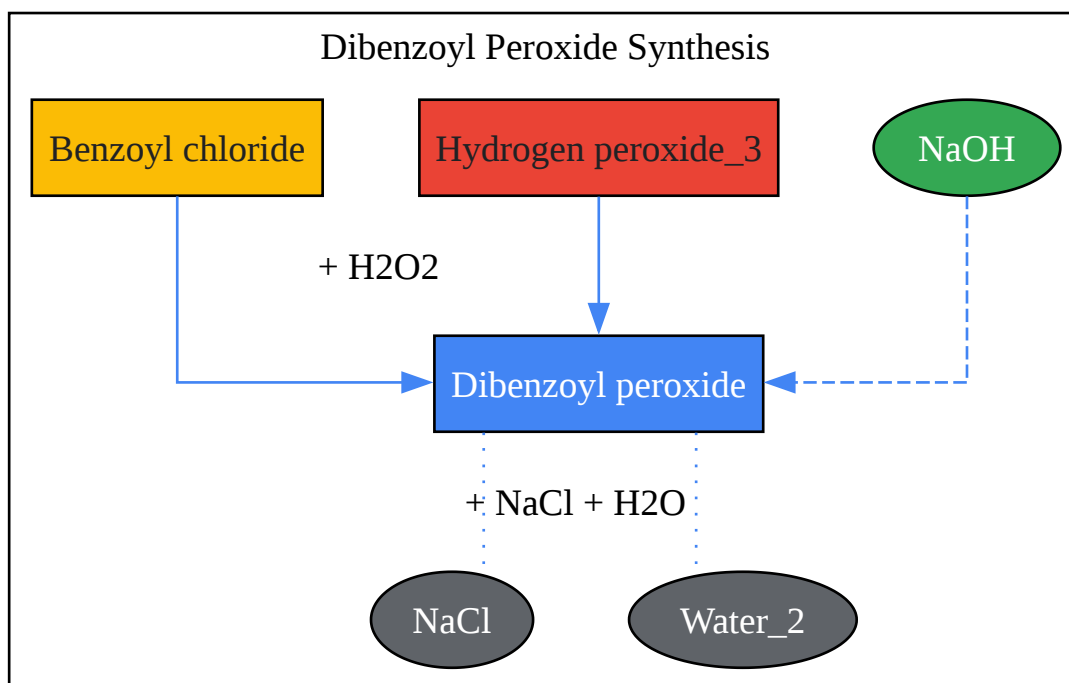 Dibenzoyl Peroxide Synthesis
Benzoyl chloride
Hydrogen peroxide_3
NaOH
+ H2O2
Dibenzoyl peroxide
+ NaCl + H2O
NaCl
Water_2